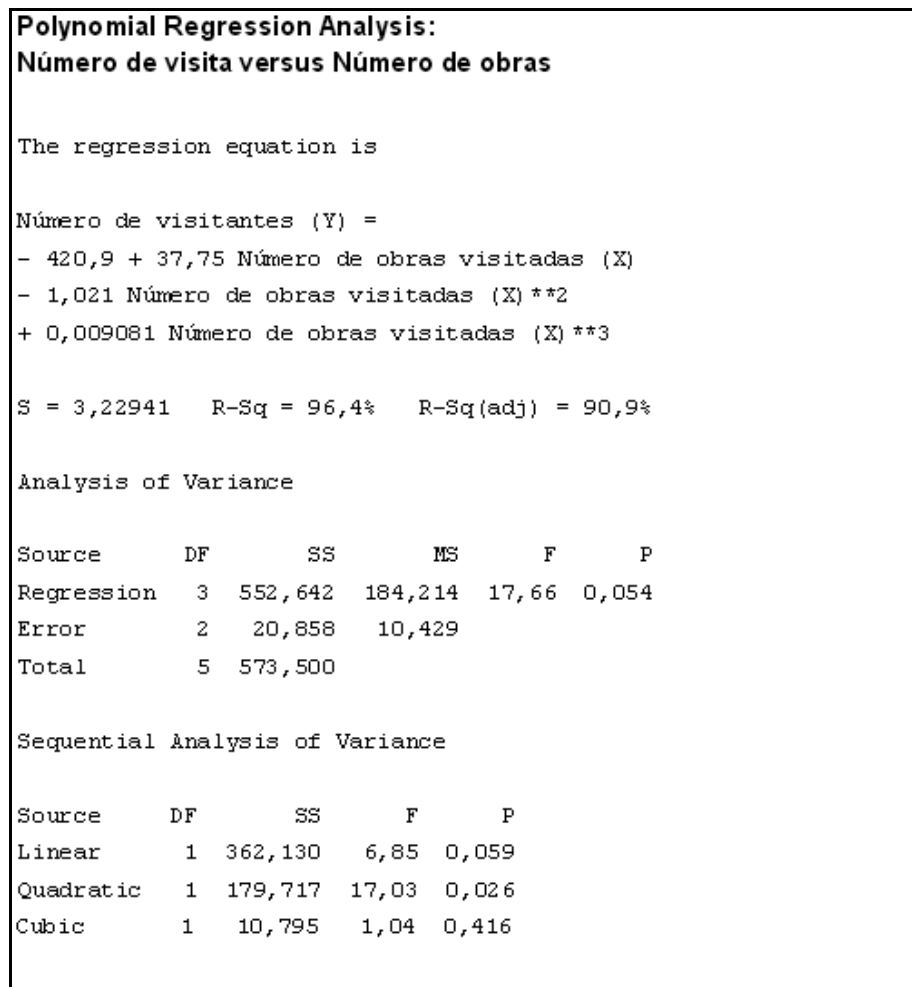 Polynomial Regression Analysis:
Número de visita versus Número de obras
The regression equation is
Número de visitantes (Y) =
- 420,9 + 37,75 Número de obras visitadas (X)
- 1,021 Número de obras visitadas (X)**2
+ 0,009081 Número de obras visitadas (X)**3
S = 3,22941 R-Sq = 96,4% R-Sq(adj) = 90,9%
Analysis of Variance
Source DF SS MS F P
Regression 3 552,642 184,214 17,66 0,054
Error 2 20,858 10,429
Total 5 573,500
Sequential Analysis of Variance
Source DF SS F P
Linear 1 362,130 6,85 0,059
Quadratic 1 179,717 17,03 0,026
Cubic 1 10,795 1,04 0,416